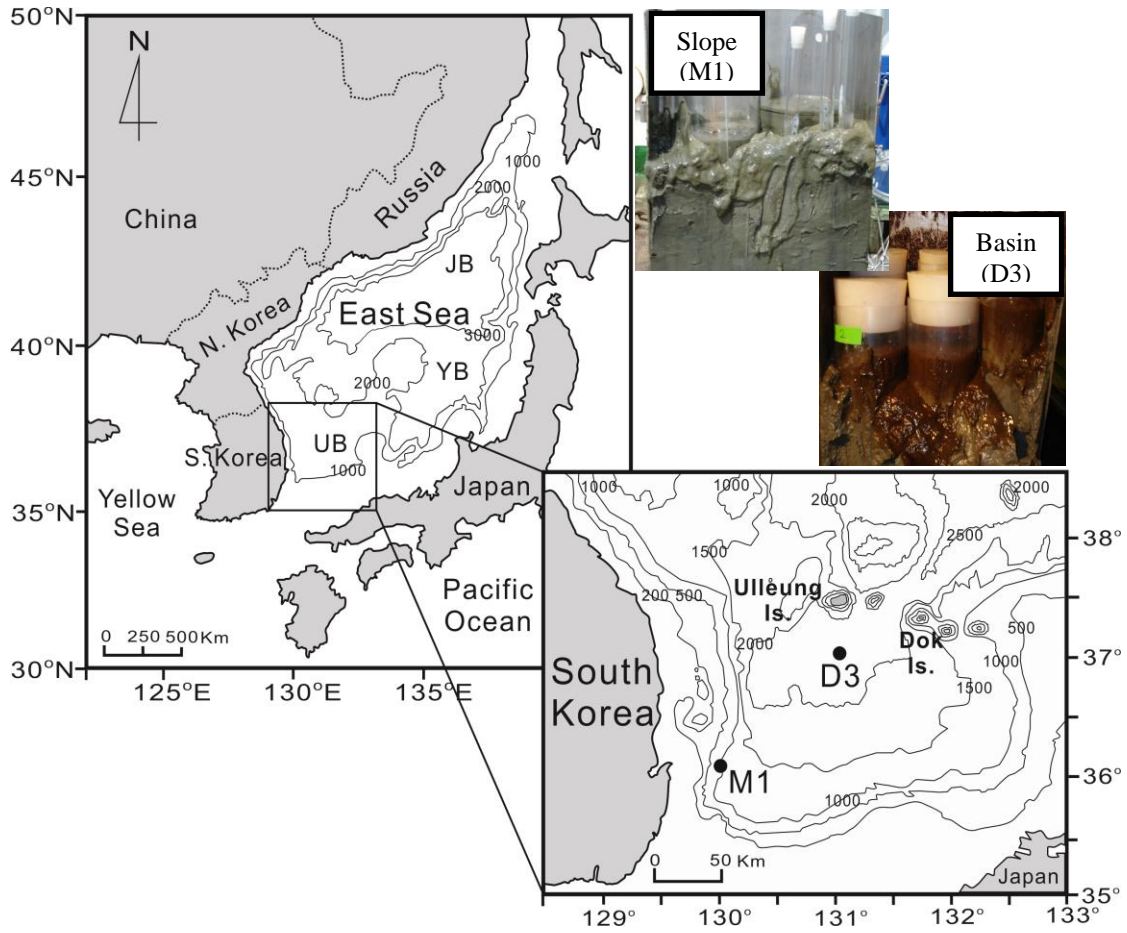 50°N
45°N
40°N
35°N
30°N
125°E
130°E
135°E
N
China
Russia
N. Korea
S. Korea
Yellow
Sea
East Sea
JB
YB
UB
Japan
Pacific
Ocean
1000
2000
3000
2000
1000
0 250 500 Km
Slope
(M1)
Basin
(D3)
2
1000
1000
2000
2000
1500
2500
200 500
Ulleung
Is.
2000
Dok
Is.
500
1000
1500
D3
South
Korea
M1
1000
0 50 Km
Japan
38°
37°
36°
35°
129°
130°
131°
132°
133°